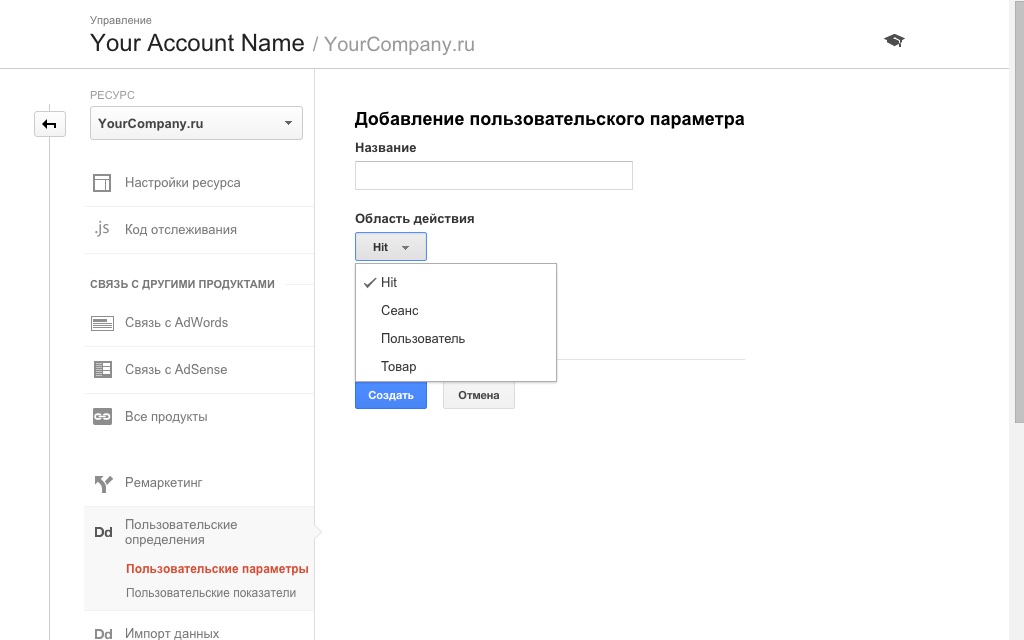 Управление
Your Account Name / YourCompany.ru
РЕСУРС
YourCompany.ru
Настройки ресурса
.js Код отслеживания
СВЯЗЬ С ДРУГИМИ ПРОДУКТАМИ
Связь с AdWords
Связь с AdSense
Все продукты
Ремаркетинг
Dd Пользовательские
определения
Пользовательские параметры
Пользовательские показатели
Dd Импорт данных
Добавление пользовательского параметра
Название
Область действия
Hit
Hit
Сеанс
Пользователь
Товар
Создать
Отмена